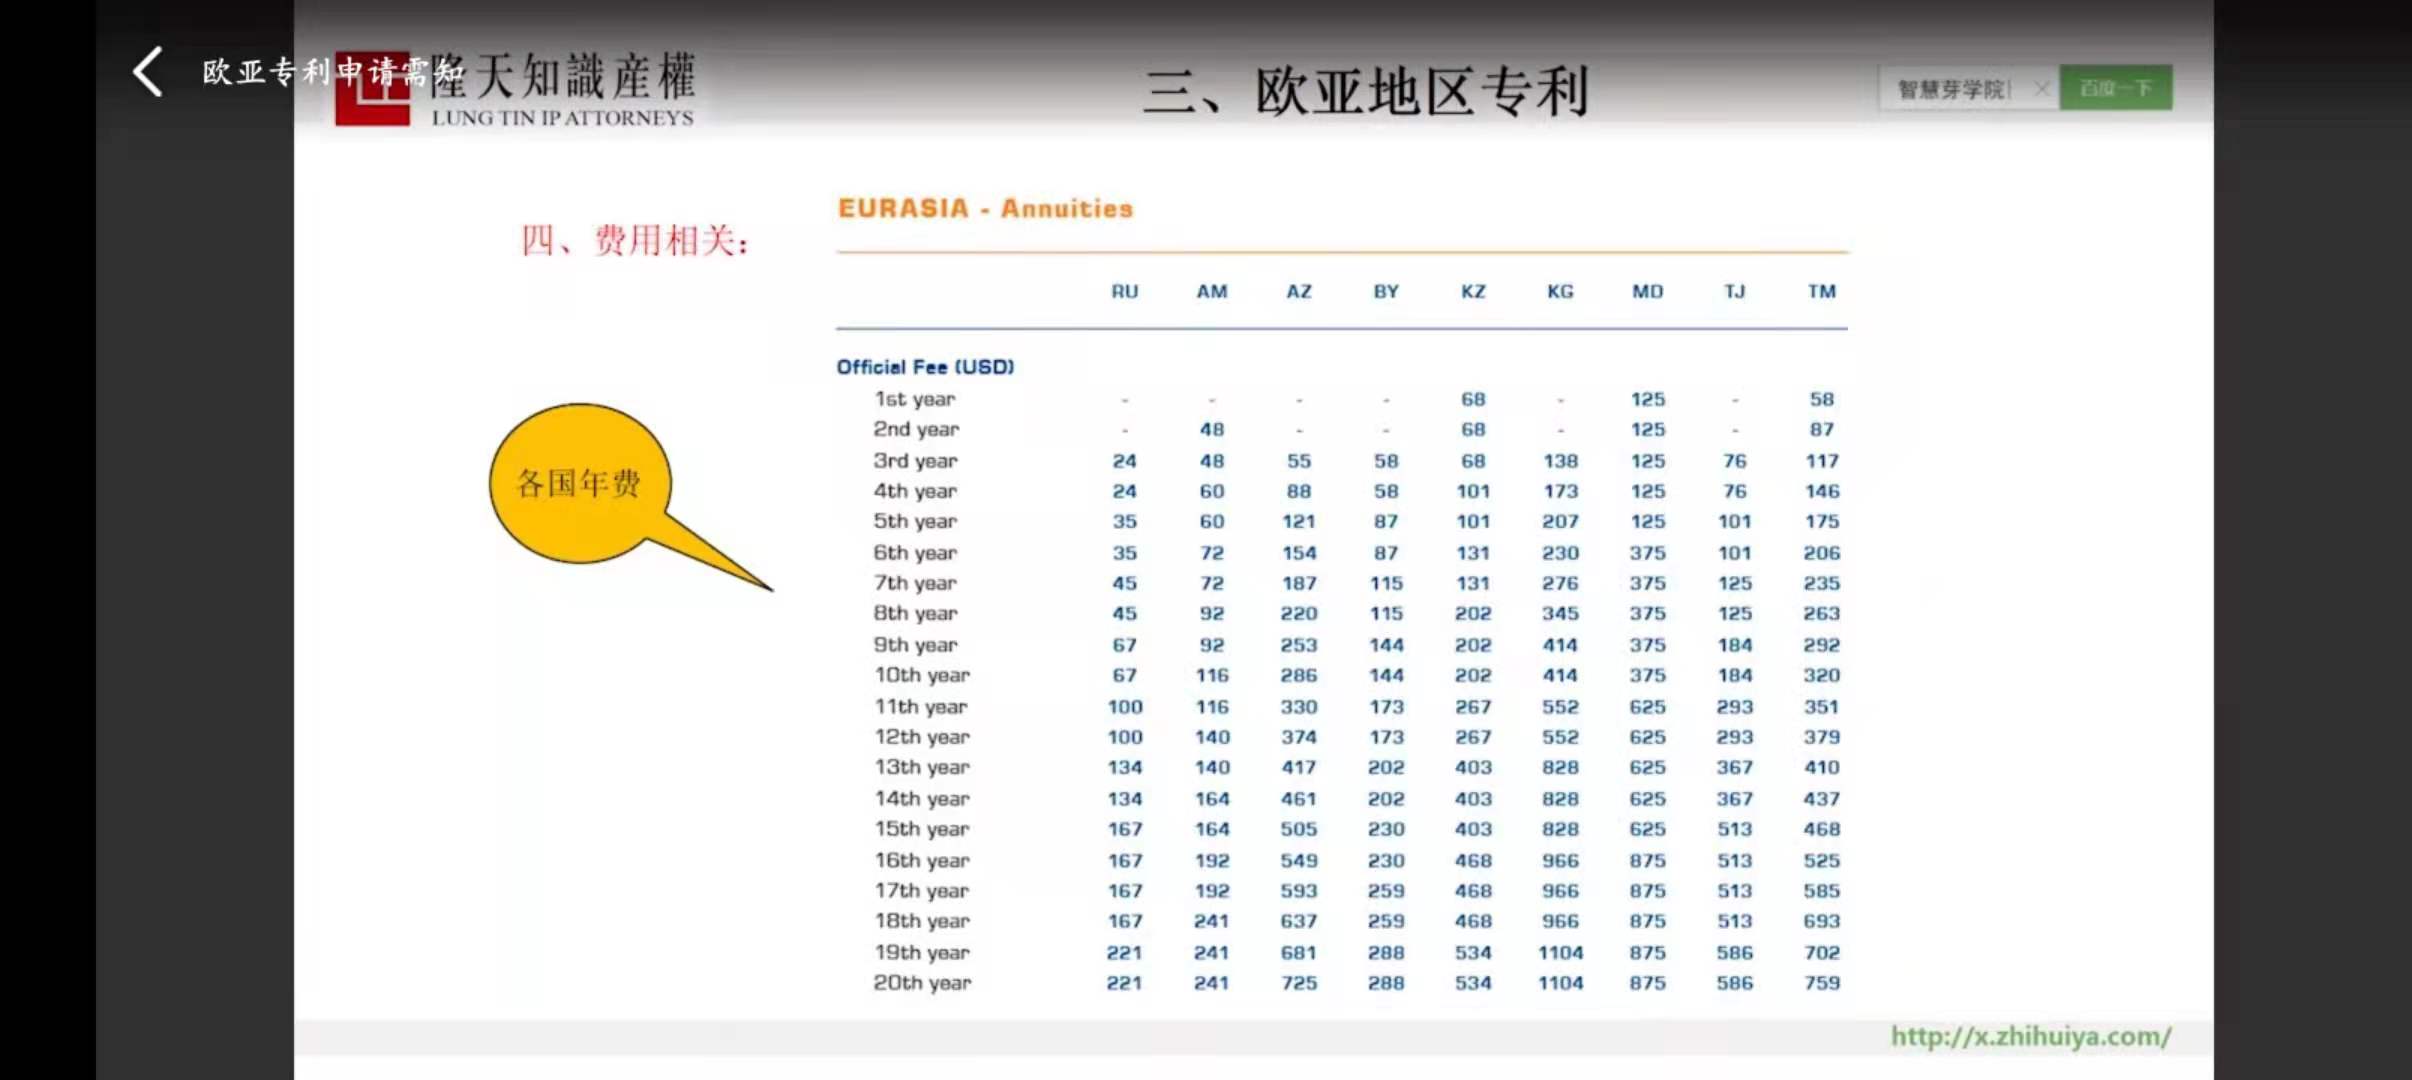 欧亚专利申请需知
隆天知識産權
LUNG TIN IP ATTORNEYS
三、欧亚地区专利
智慧芽学院
百度一下
四、费用相关：
各国年费
EURASIA - Annuities
RU AM AZ BY KZ KG MD TJ TM
Official Fee (USD)
1st year - - - - 68 - 125 - 58
2nd year - 48 - - 68 - 125 - 87
3rd year 24 48 55 58 68 138 125 76 117
4th year 24 60 88 58 101 173 125 76 146
5th year 35 60 121 87 101 207 125 101 175
6th year 35 72 154 87 131 230 375 101 206
7th year 45 72 187 115 131 276 375 125 235
8th year 45 92 220 115 202 345 375 125 263
9th year 67 92 253 144 202 414 375 184 292
10th year 67 116 286 144 202 414 375 184 320
11th year 100 116 330 173 267 552 625 293 351
12th year 100 140 374 173 267 552 625 293 379
13th year 134 140 417 202 403 828 625 367 410
14th year 134 164 461 202 403 828 625 367 437
15th year 167 164 505 230 403 828 625 513 468
16th year 167 192 549 230 468 966 875 513 525
17th year 167 192 593 259 468 966 875 513 585
18th year 167 241 637 259 468 966 875 513 693
19th year 221 241 681 288 534 1104 875 586 702
20th year 221 241 725 288 534 1104 875 586 759
http://x.zhihuiya.com/